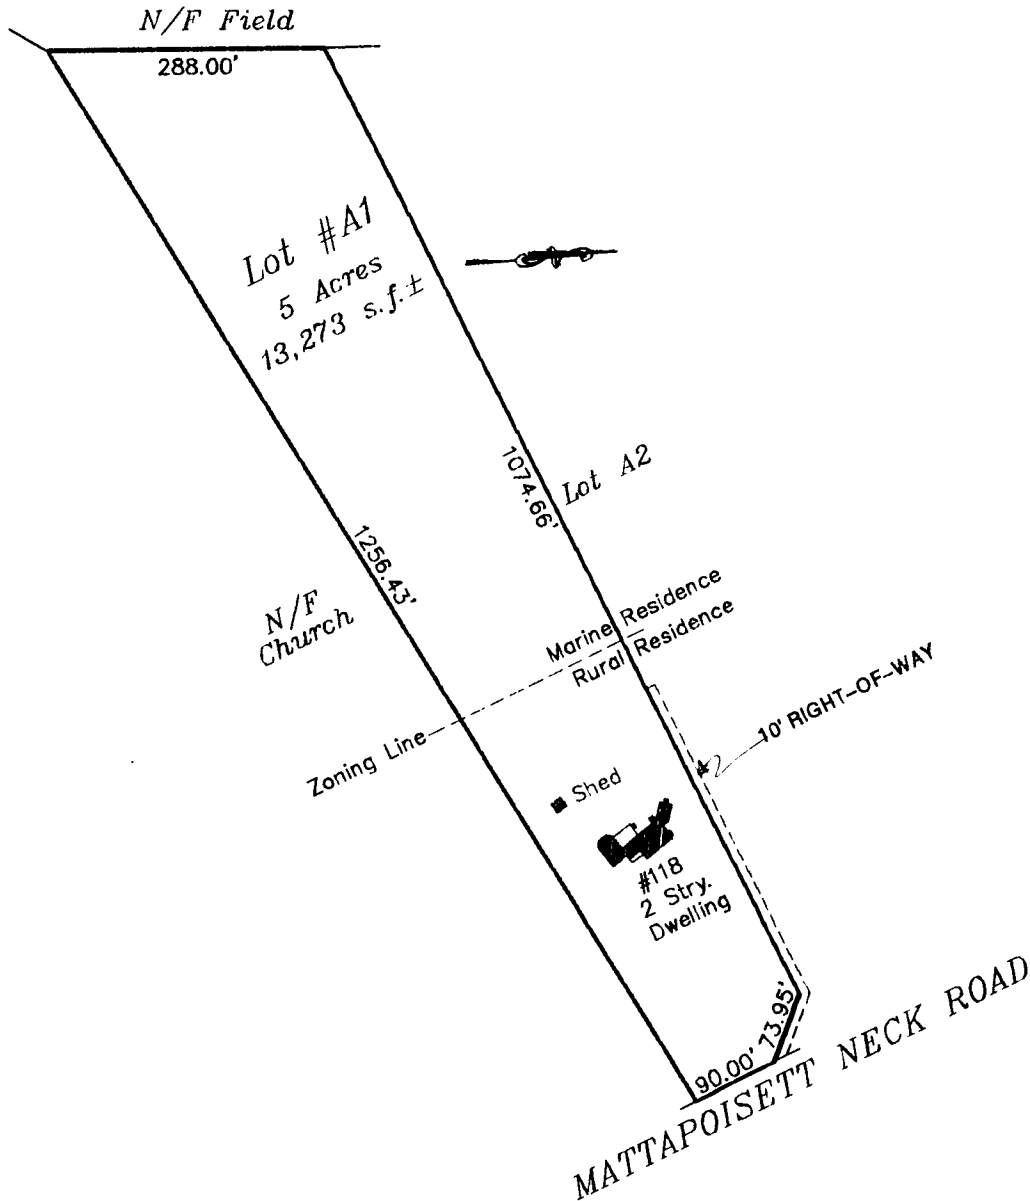 N/F Field
288.00'
Lot #A1
5 Acres
13,273 s.f.±
1074.66'
Lot A2
1256.43'
N/F
Church
Marine Residence
Rural Residence
Zoning Line
10' RIGHT-OF-WAY
Shed
#118
2 Stry.
Dwelling
73.95'
90.00'
MATTAPOISETT NECK ROAD